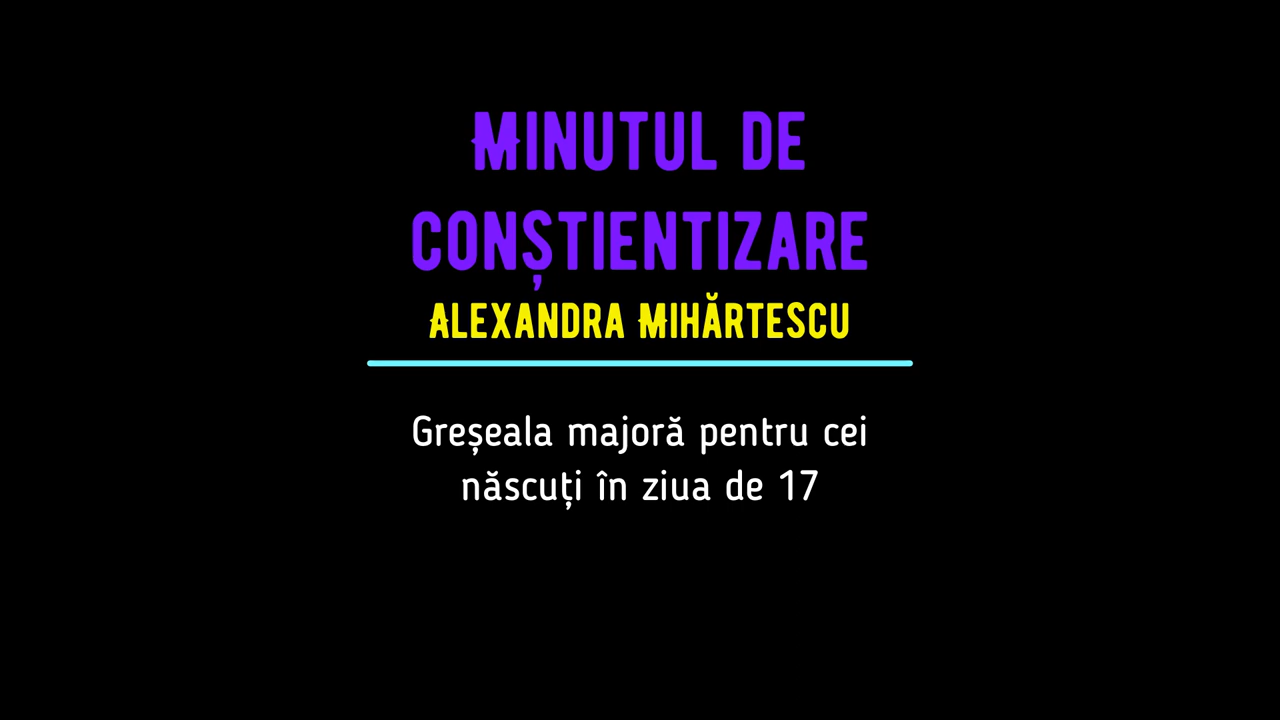 MINUTUL DE
CONȘTIENTIZARE
ALEXANDRA MIHĂRTESCU
Greșeala majoră pentru cei
născuți în ziua de 17